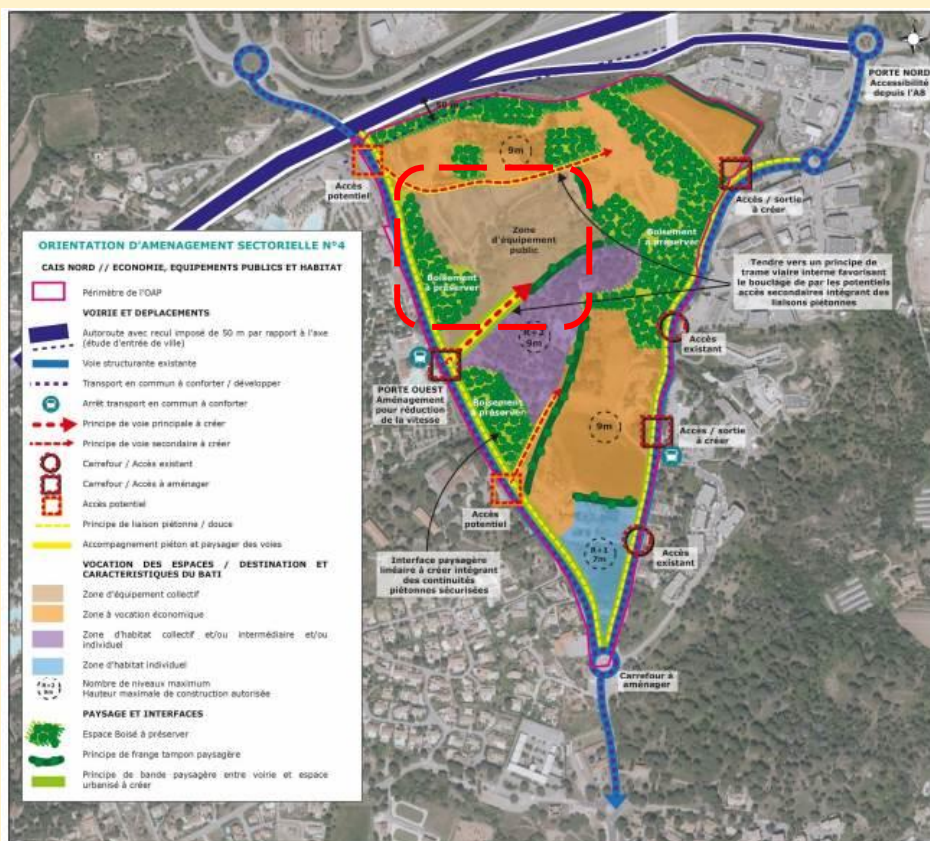 PORTE NORD
Accessibilité
depuis l'A8
50 m
9m
Accès
potentiel
Accès / sortie
à créer
Zone
d'équipement
public
Boisement
à préserver
Boisement
à préserver
Tendre vers un principe de
trame viaire interne favorisant
le bouclage de par les potentiels
accès secondaires intégrant des
liaisons piétonnes
R+2
9m
Accès
existant
PORTE OUEST
Aménagement
pour réduction
de la vitesse
Boisement
à préserver
9m
Accès / sortie
à créer
Accès
potentiel
Interface paysagère
linéaire à créer intégrant
des continuités
piétonnes sécurisées
R+1
7m
Accès
existant
Carrefour à
aménager
ORIENTATION D'AMENAGEMENT SECTORIELLE N°4
CAIS NORD // ECONOMIE, EQUIPEMENTS PUBLICS ET HABITAT
Périmètre de l'OAP
VOIRIE ET DEPLACEMENTS
Autoroute avec recul imposé de 50 m par rapport à l'axe
(étude d'entrée de ville)
Voie structurante existante
Transport en commun à conforter / développer
Arrêt transport en commun à conforter
Principe de voie principale à créer
Principe de voie secondaire à créer
Carrefour / Accès existant
Carrefour / Accès à aménager
Accès potentiel
Principe de liaison piétonne / douce
Accompagnement piéton et paysager des voies
VOCATION DES ESPACES / DESTINATION ET
CARACTERISTIQUES DU BATI
Zone d'équipement collectif
Zone à vocation économique
Zone d'habitat collectif et/ou intermédiaire et/ou
individuel
Zone d'habitat individuel
Nombre de niveaux maximum
Hauteur maximale de construction autorisée
PAYSAGE ET INTERFACES
Espace Boisé à préserver
Principe de frange tampon paysagère
Principe de bande paysagère entre voirie et espace
urbanisé à créer